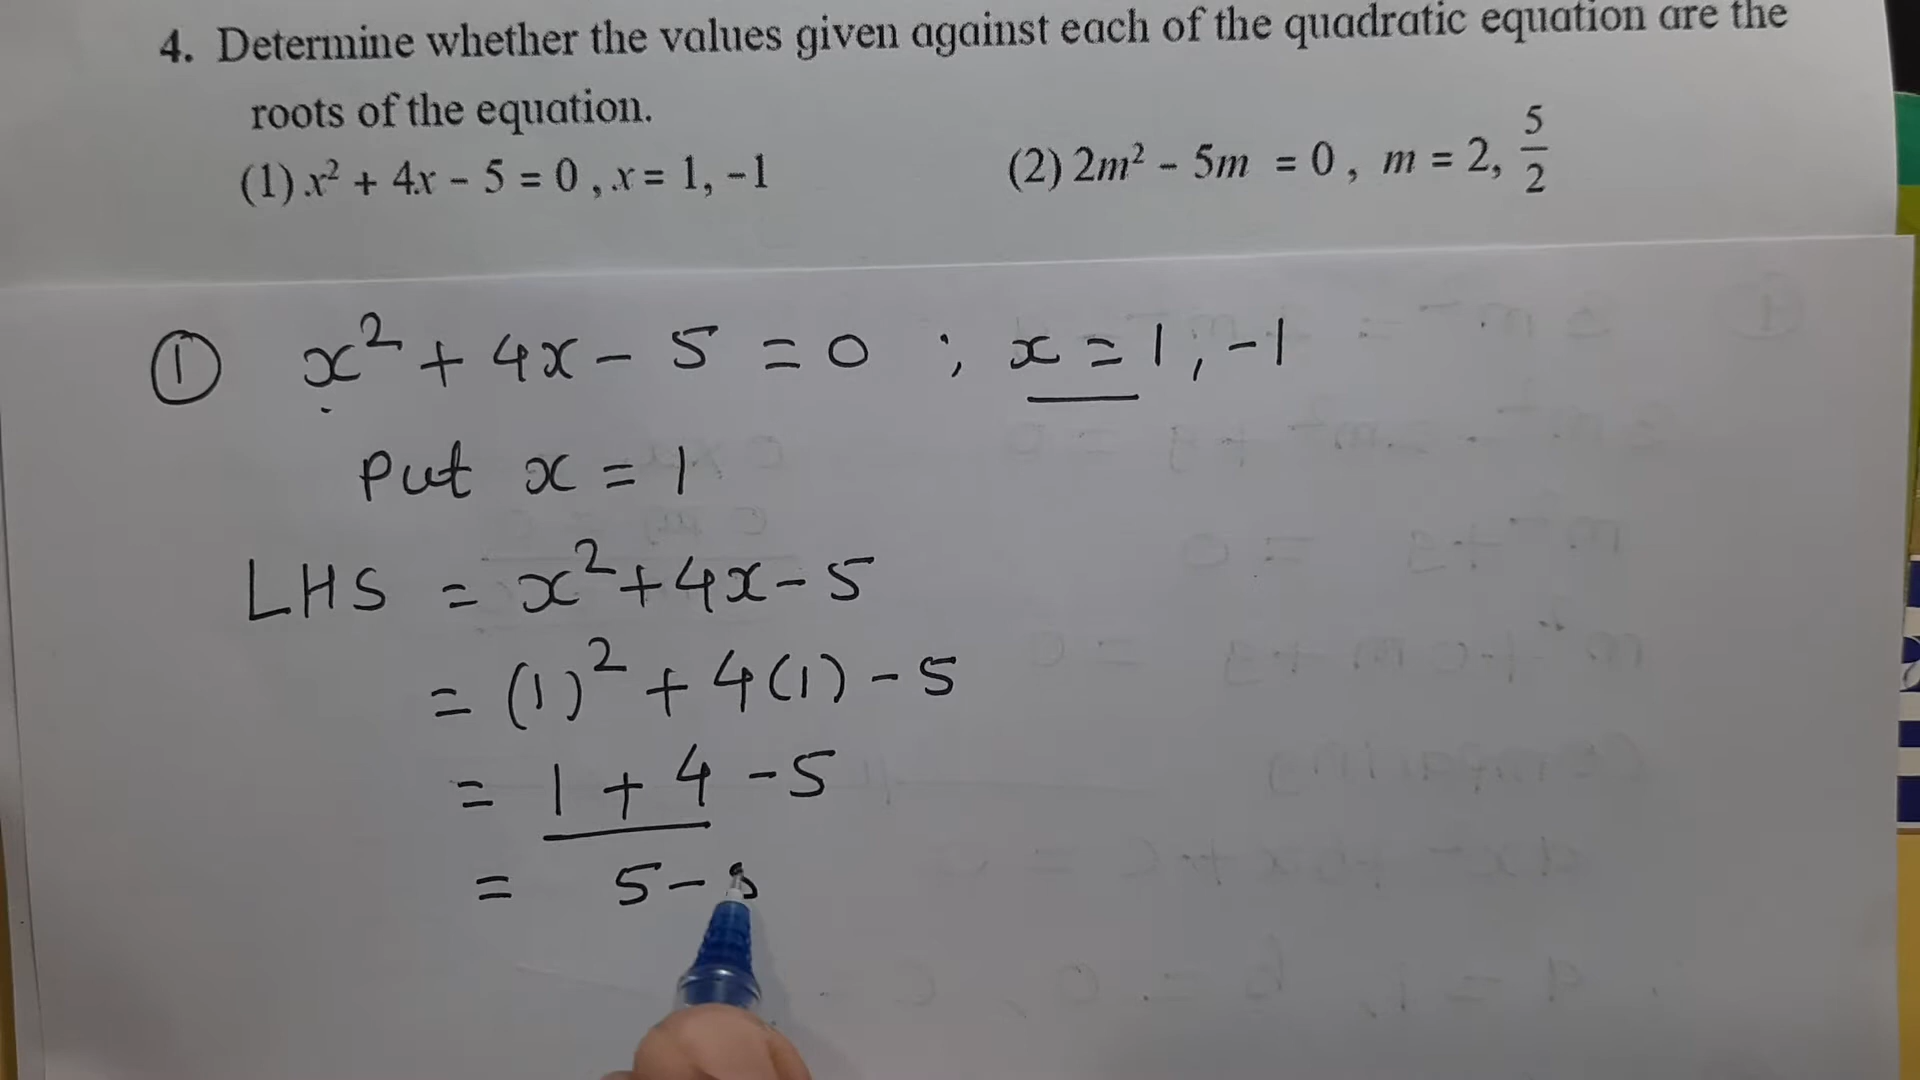 4. Determine whether the values given against each of the quadratic equation are the
roots of the equation.
(1) x² + 4x – 5 = 0 , x = 1, –1
(2) 2m² – 5m = 0 , m = 2, 5/2
① x² + 4x – 5 = 0 ; x = 1, –1
Put x = 1
LHS = x² + 4x – 5
= (1)² + 4(1) – 5
= 1 + 4 – 5
= 5 –